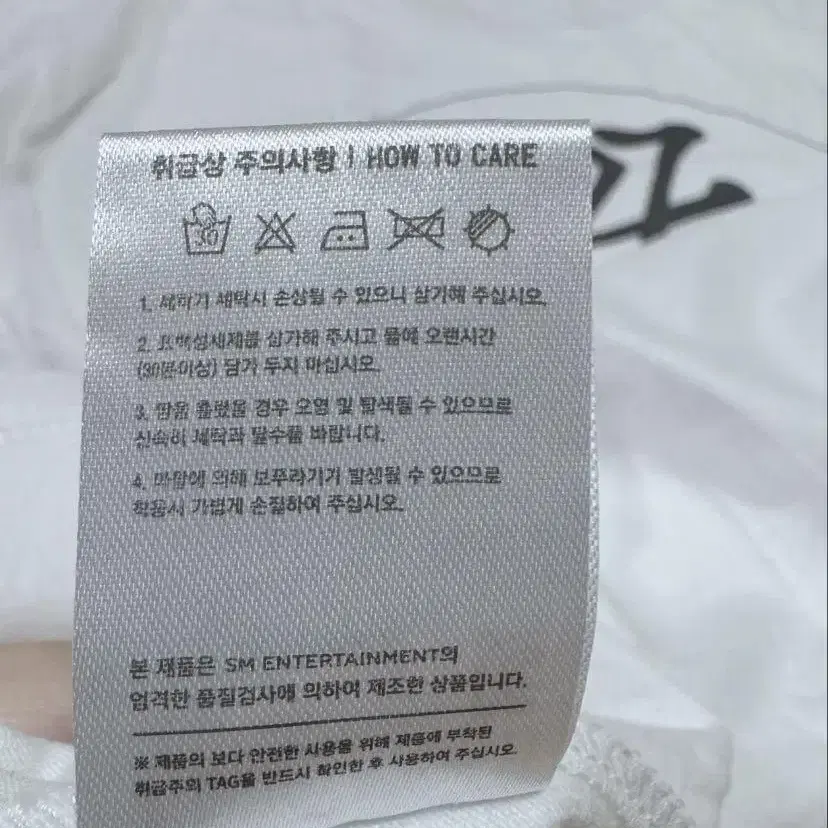 취급상 주의사항 | HOW TO CARE
30
1. 세탁기 세탁시 손상될 수 있으니 삼가해 주십시오.
2. 표백성세제를 삼가해 주시고 물에 오랜시간
(30분이상) 담가 두지 마십시오.
3. 땀을 흘렸을 경우 오염 및 탈색될 수 있으므로
신속히 세탁과 탈수를 바랍니다.
4. 마찰에 의해 보푸라기가 발생될 수 있으므로
착용시 가볍게 손질하여 주십시오.
본 제품은 SM ENTERTAINMENT의
엄격한 품질검사에 의하여 제조한 상품입니다.
※ 제품의 보다 안전한 사용을 위해 제품에 부착된
취급주의 TAG을 반드시 확인한 후 사용하여 주십시오.